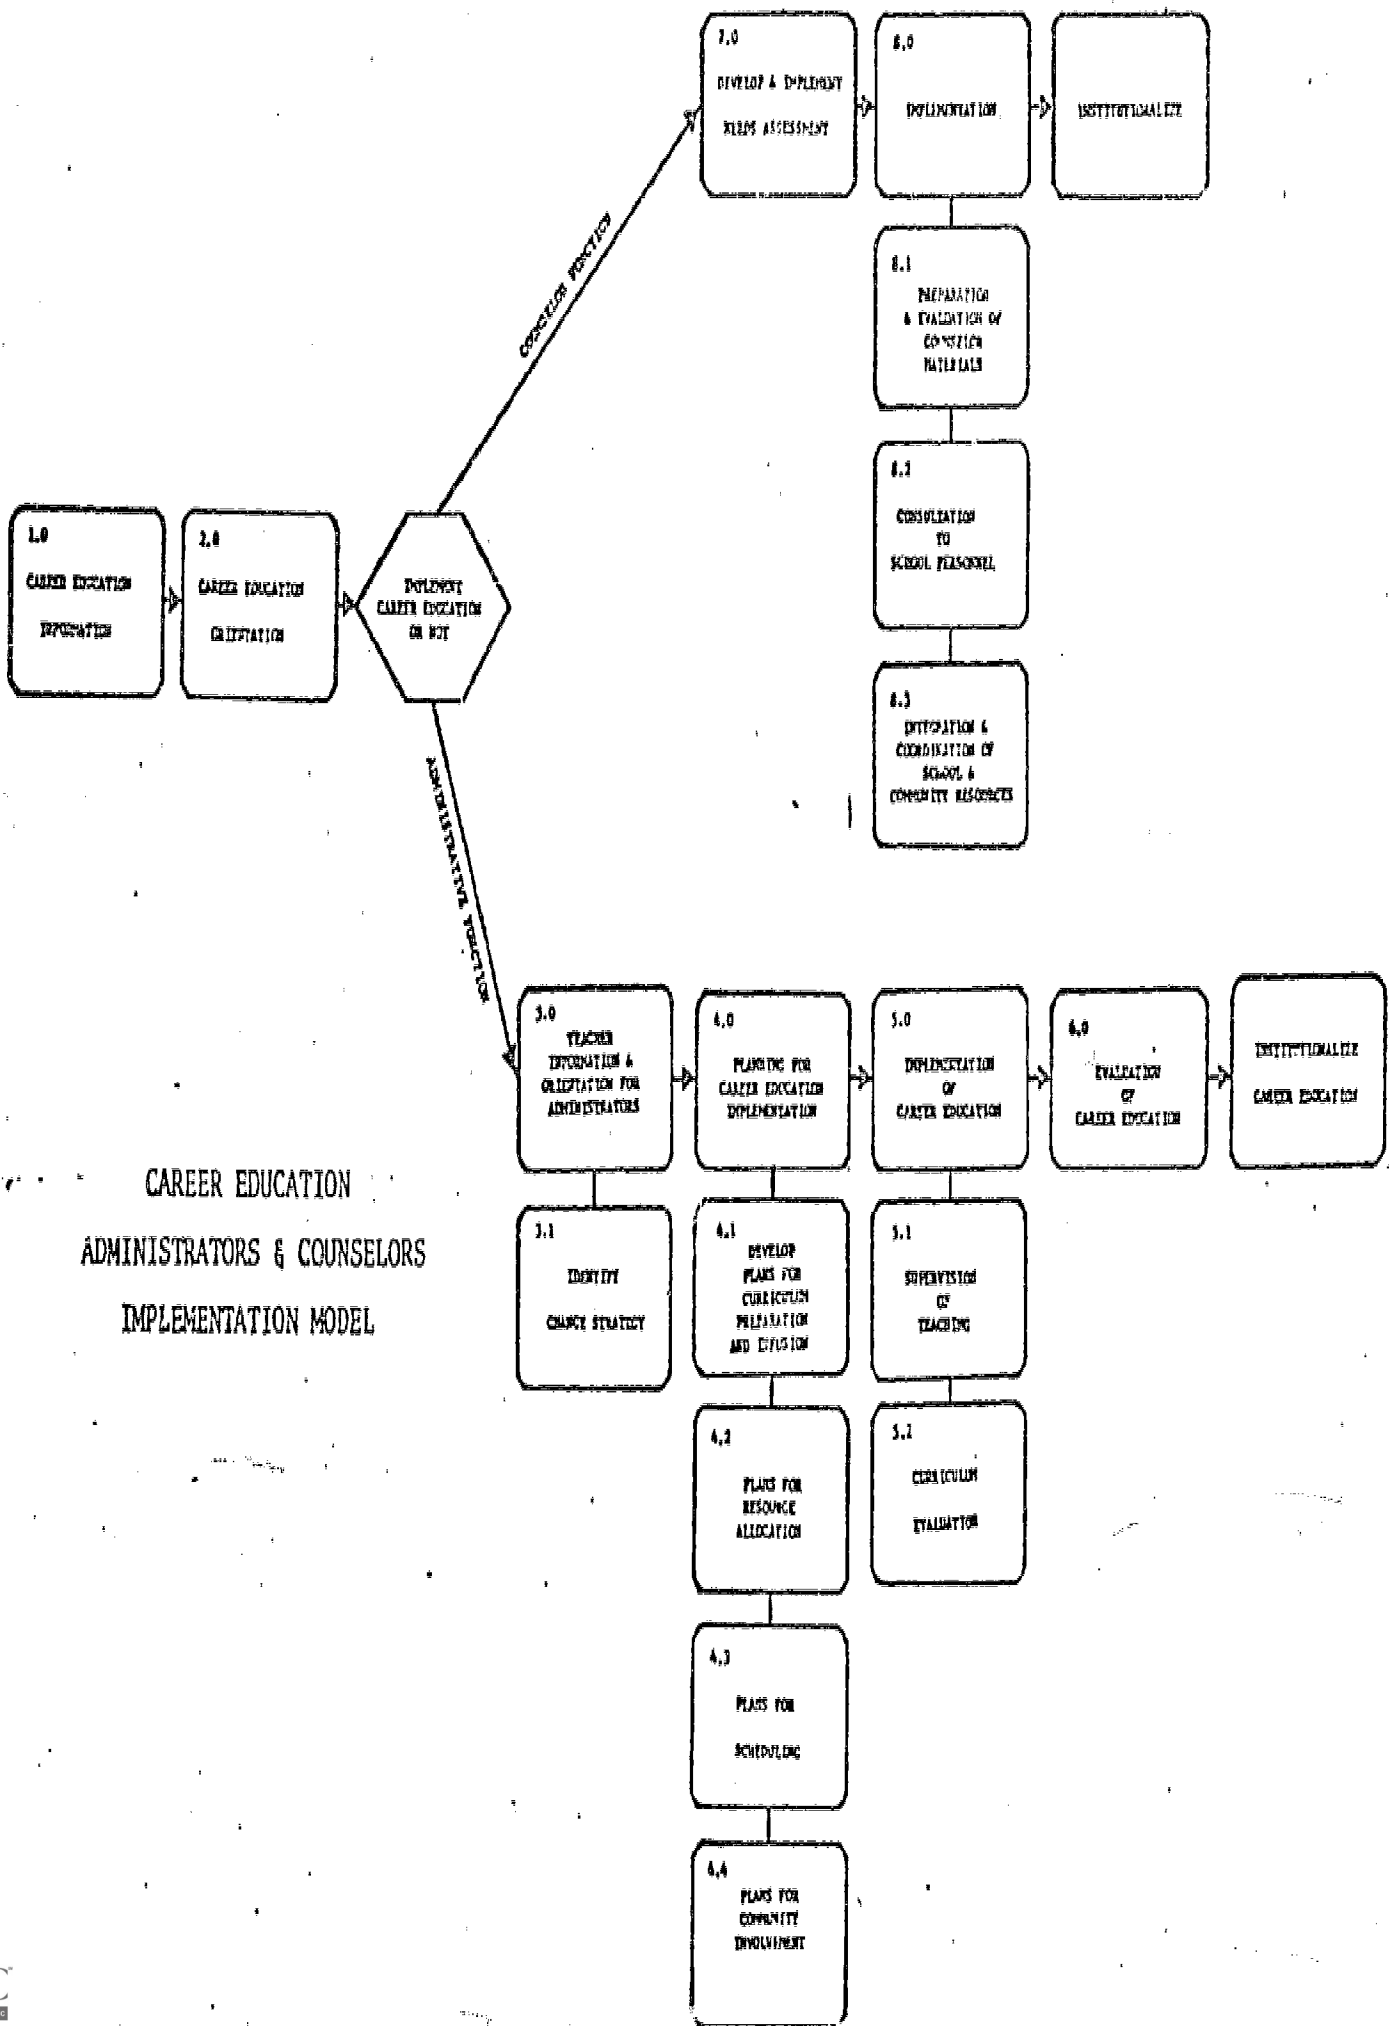 7.0
DEVELOP & IMPLEMENT
NEEDS ASSESSMENT
8.0
IMPLEMENTATION
INSTITUTIONALIZE
COUNSELOR FUNCTION
8.1
PREPARATION
& EVALUATION OF
COUNSELOR
MATERIALS
8.2
CONSULTATION
TO
SCHOOL PERSONNEL
8.3
INTEGRATION &
COORDINATION OF
SCHOOL &
COMMUNITY RESOURCES
1.0
CAREER EDUCATION
INFORMATION
2.0
CAREER EDUCATION
ORIENTATION
IMPLEMENT
CAREER EDUCATION
OR NOT
ADMINISTRATIVE FUNCTION
3.0
TEACHER
INFORMATION &
ORIENTATION FOR
ADMINISTRATORS
4.0
PLANNING FOR
CAREER EDUCATION
IMPLEMENTATION
5.0
IMPLEMENTATION
OF
CAREER EDUCATION
6.0
EVALUATION
OF
CAREER EDUCATION
INSTITUTIONALIZE
CAREER EDUCATION
CAREER EDUCATION
ADMINISTRATORS & COUNSELORS
IMPLEMENTATION MODEL
3.1
IDENTIFY
CHANGE STRATEGY
4.1
DEVELOP
PLANS FOR
CURRICULUM
PREPARATION
AND INFUSION
5.1
SUPERVISION
OF
TEACHING
4.2
PLANS FOR
RESOURCE
ALLOCATION
5.2
CURRICULUM
EVALUATION
4.3
PLANS FOR
SCHEDULING
4.4
PLANS FOR
COMMUNITY
INVOLVEMENT